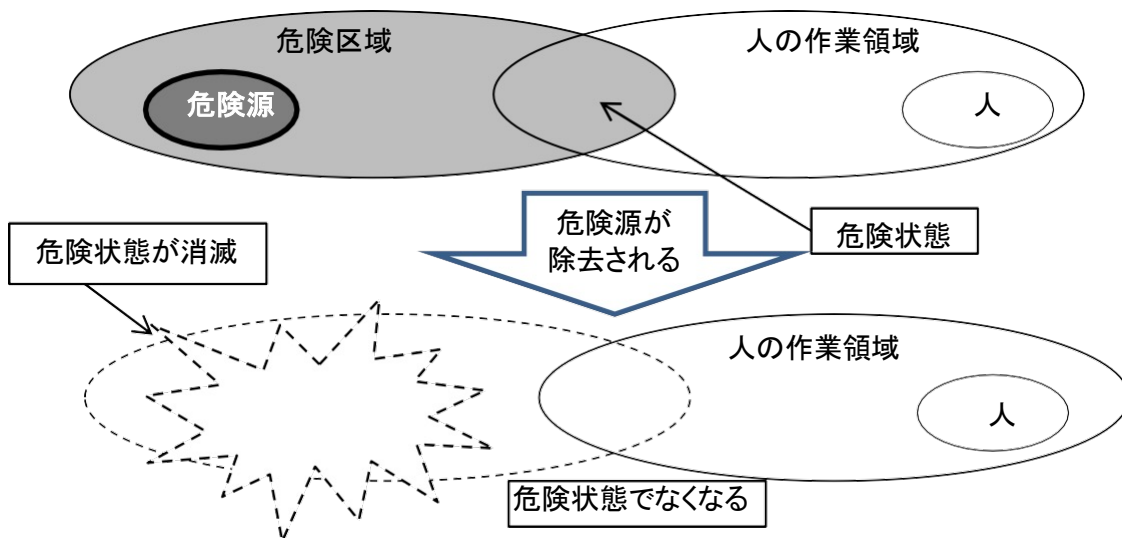 危険区域
人の作業領域
危険源
人
危険源が
除去される
危険状態
危険状態が消滅
人の作業領域
人
危険状態でなくなる